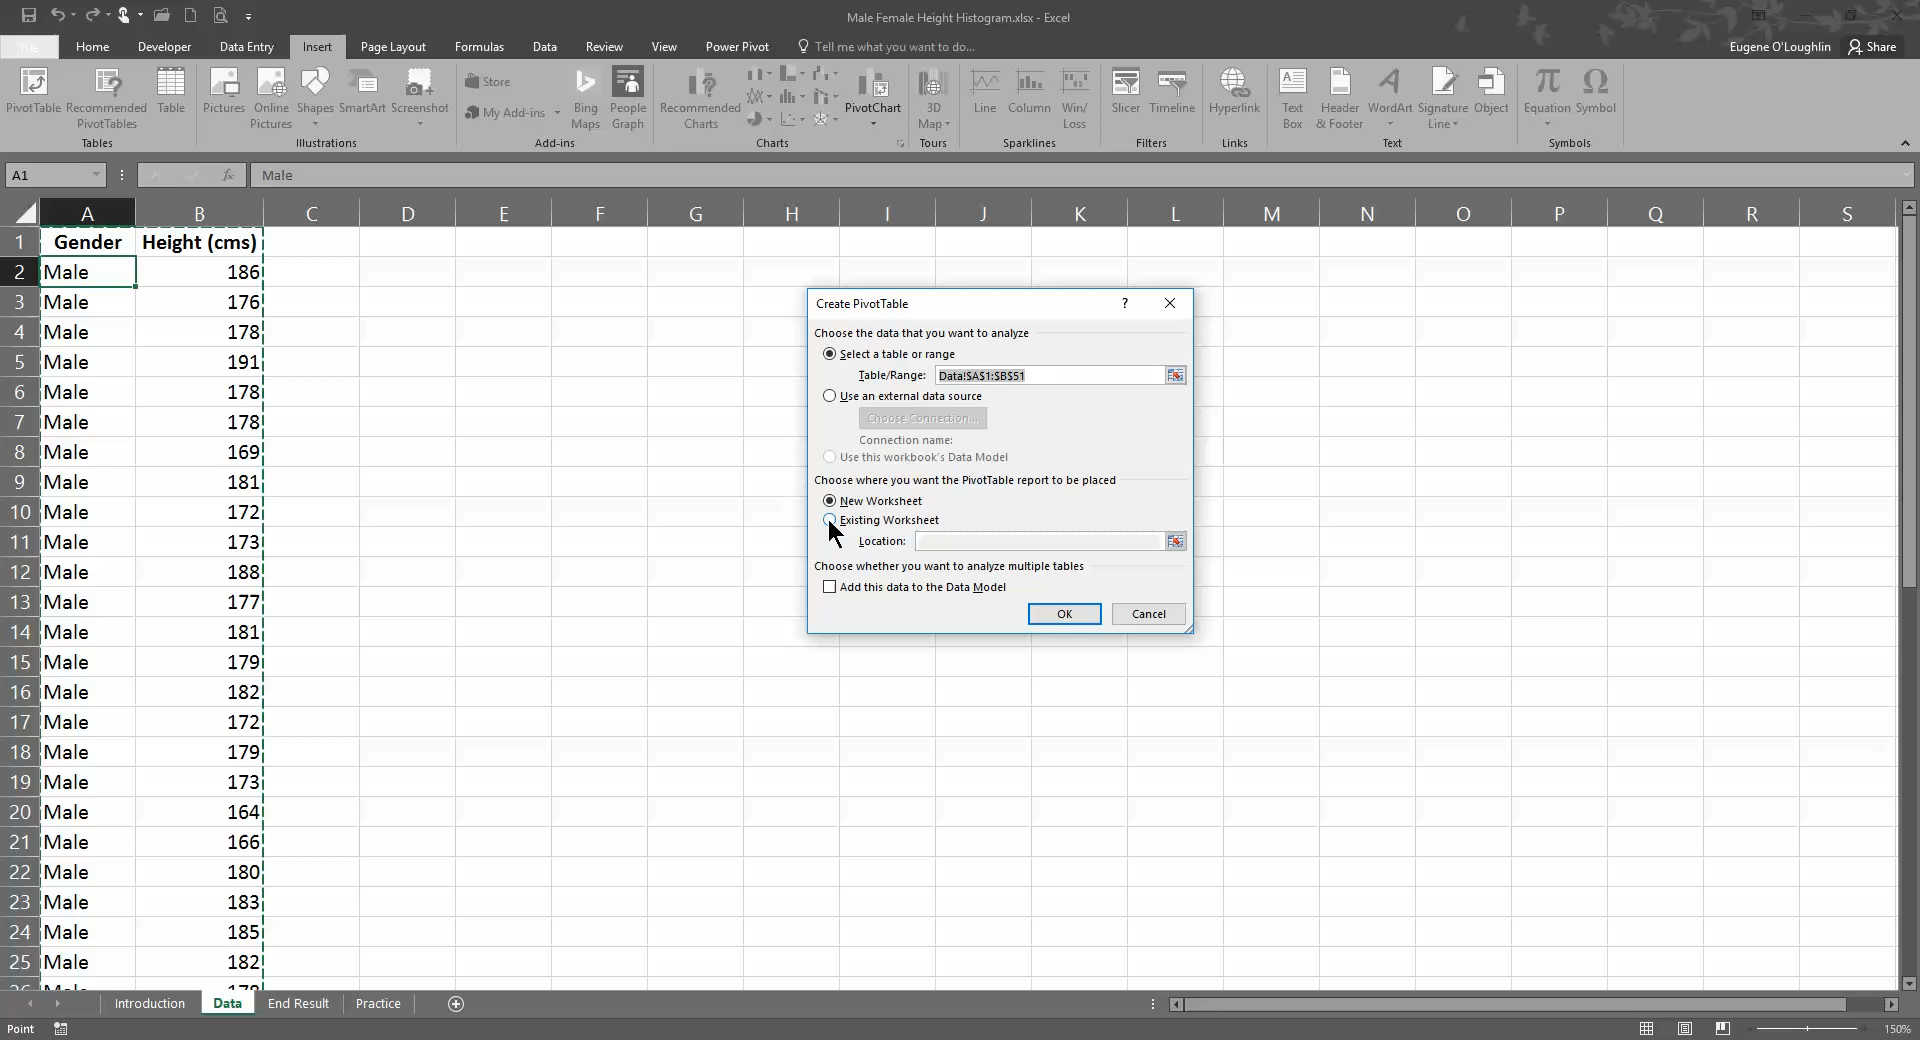 Male Female Height Histogram.xlsx - Excel
File Home Developer Data Entry Insert Page Layout Formulas Data Review View Power Pivot Tell me what you want to do... Eugene O'Loughlin Share
PivotTable Recommended PivotTables Table Pictures Online Pictures Shapes SmartArt Screenshot Store My Add-ins Bing Maps People Graph Recommended Charts PivotChart 3D Map Line Column Win/Loss Slicer Timeline Hyperlink Text Box Header & Footer WordArt Signature Line Object Equation Symbol
Tables Illustrations Add-ins Charts Tours Sparklines Filters Links Text Symbols
A1 fx Male
A B C D E F G H I J K L M N O P Q R S
1 Gender Height (cms)
2 Male 186
3 Male 176
4 Male 178
5 Male 191
6 Male 178
7 Male 178
8 Male 169
9 Male 181
10 Male 172
11 Male 173
12 Male 188
13 Male 177
14 Male 181
15 Male 179
16 Male 182
17 Male 172
18 Male 179
19 Male 173
20 Male 164
21 Male 166
22 Male 180
23 Male 183
24 Male 185
25 Male 182
Create PivotTable ?
Choose the data that you want to analyze
Select a table or range
Table/Range: Data!$A$1:$B$51
Use an external data source
Choose Connection...
Connection name:
Use this workbook's Data Model
Choose where you want the PivotTable report to be placed
New Worksheet
Existing Worksheet
Location:
Choose whether you want to analyze multiple tables
Add this data to the Data Model
OK Cancel
Introduction Data End Result Practice
Point 150%